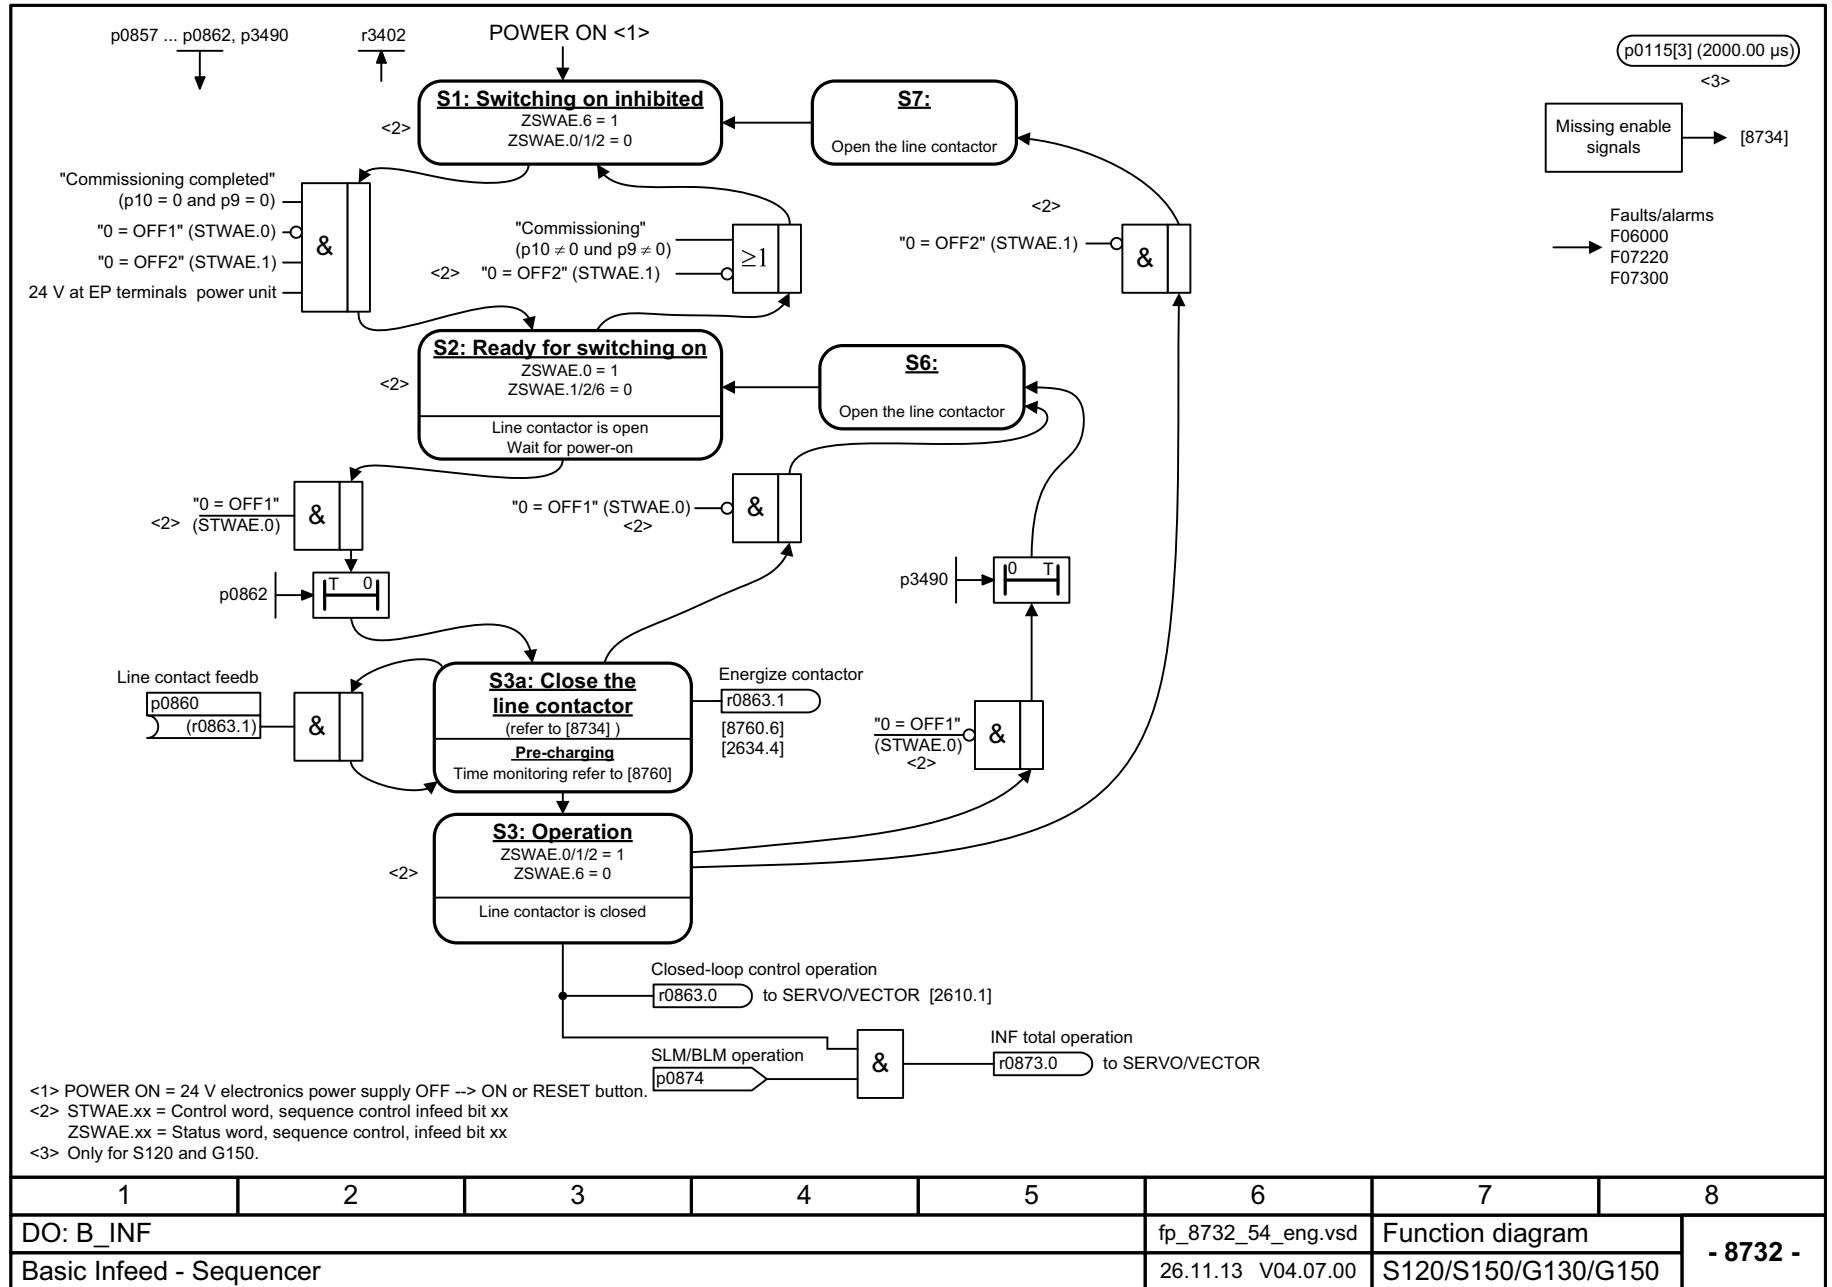 p0857 ... p0862, p3490
r3402
POWER ON <1>
p0115[3] (2000.00 µs)
<3>
S1: Switching on inhibited
ZSWAE.6 = 1
ZSWAE.0/1/2 = 0
<2>
S7:
Open the line contactor
Missing enable
signals
[8734]
"Commissioning completed"
(p10 = 0 and p9 = 0)
"0 = OFF1" (STWAE.0)
"0 = OFF2" (STWAE.1)
24 V at EP terminals power unit
&
"Commissioning"
(p10 ≠ 0 und p9 ≠ 0)
<2> "0 = OFF2" (STWAE.1)
≥1
<2>
"0 = OFF2" (STWAE.1)
&
Faults/alarms
F06000
F07220
F07300
S2: Ready for switching on
ZSWAE.0 = 1
ZSWAE.1/2/6 = 0
<2>
Line contactor is open
Wait for power-on
S6:
Open the line contactor
"0 = OFF1"
<2> (STWAE.0)
&
"0 = OFF1" (STWAE.0)
<2>
&
p0862
T 0
p3490
0 T
Line contact feedb
p0860
(r0863.1)
&
S3a: Close the
line contactor
(refer to [8734] )
Pre-charging
Time monitoring refer to [8760]
Energize contactor
r0863.1
[8760.6]
[2634.4]
"0 = OFF1"
(STWAE.0)
<2>
&
S3: Operation
ZSWAE.0/1/2 = 1
ZSWAE.6 = 0
<2>
Line contactor is closed
Closed-loop control operation
r0863.0 to SERVO/VECTOR [2610.1]
SLM/BLM operation
p0874
&
INF total operation
r0873.0 to SERVO/VECTOR
<1> POWER ON = 24 V electronics power supply OFF --> ON or RESET button.
<2> STWAE.xx = Control word, sequence control infeed bit xx
ZSWAE.xx = Status word, sequence control, infeed bit xx
<3> Only for S120 and G150.
1 2 3 4 5 6 7 8
DO: B_INF
fp_8732_54_eng.vsd
Function diagram
- 8732 -
Basic Infeed - Sequencer
26.11.13 V04.07.00
S120/S150/G130/G150